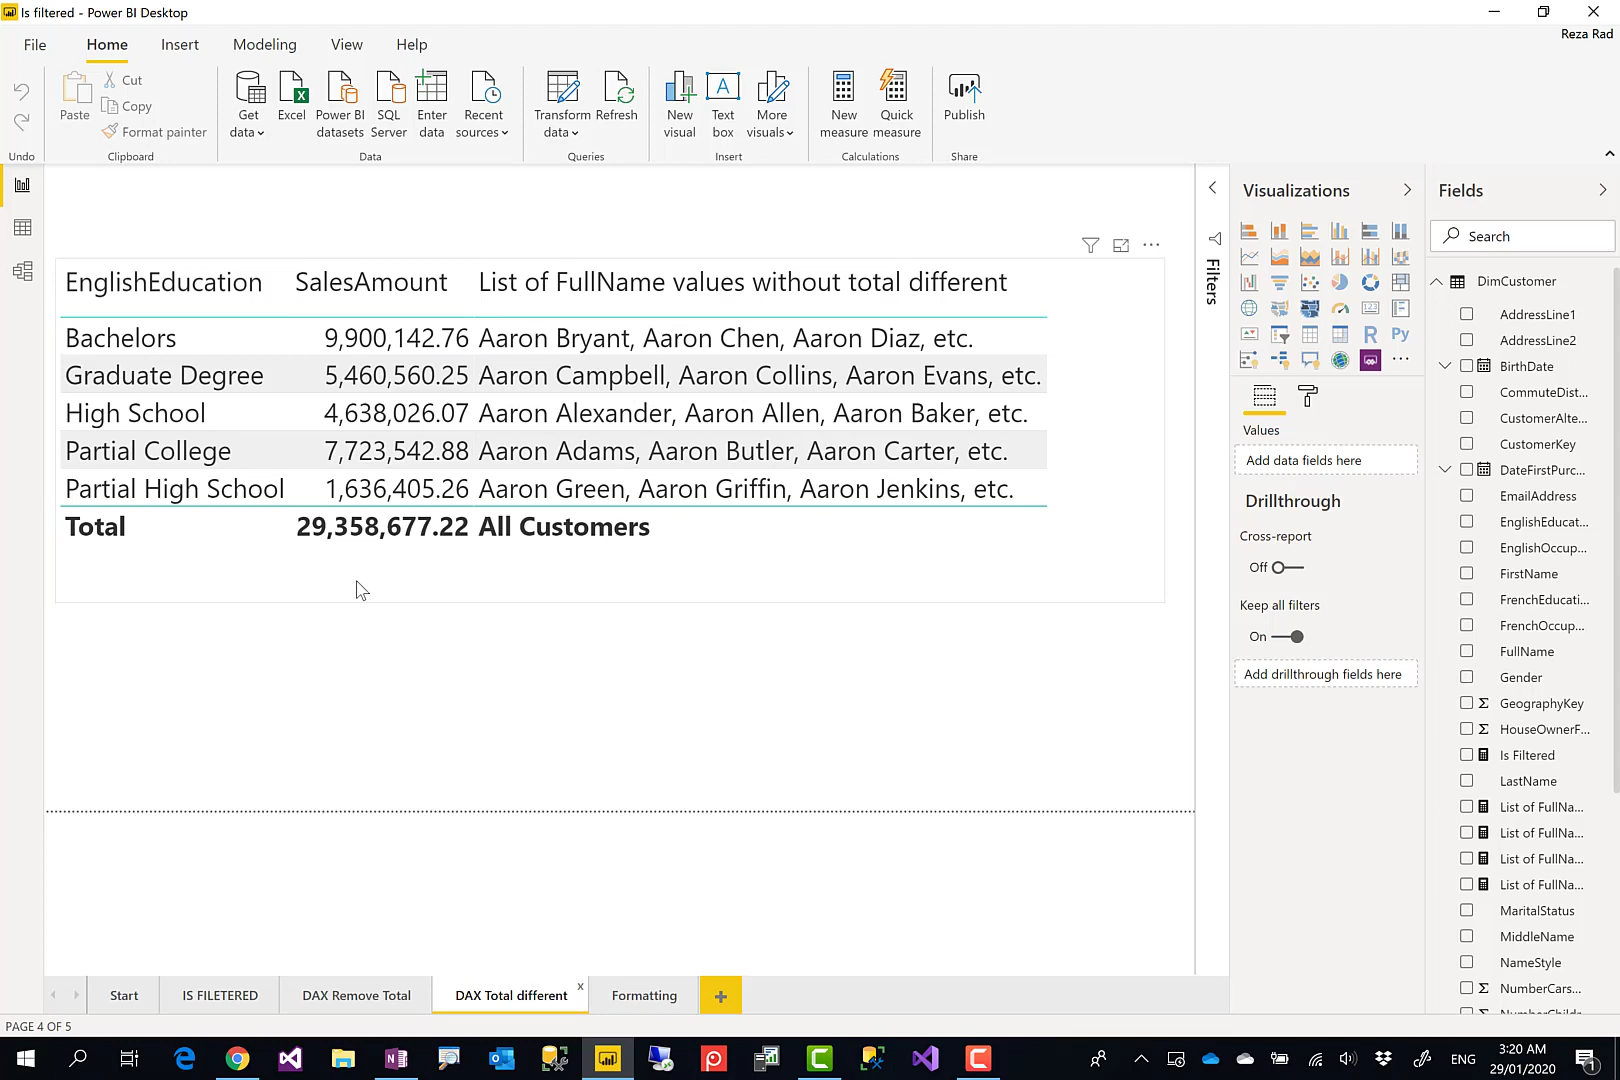 Is filtered - Power BI Desktop
Reza Rad
File Home Insert Modeling View Help
Undo
Paste
Cut
Copy
Format painter
Clipboard
Get data
Excel
Power BI datasets
SQL Server
Enter data
Recent sources
Data
Transform data
Refresh
Queries
New visual
Text box
More visuals
Insert
New measure
Quick measure
Calculations
Publish
Share
EnglishEducation SalesAmount List of FullName values without total different
Bachelors 9,900,142.76 Aaron Bryant, Aaron Chen, Aaron Diaz, etc.
Graduate Degree 5,460,560.25 Aaron Campbell, Aaron Collins, Aaron Evans, etc.
High School 4,638,026.07 Aaron Alexander, Aaron Allen, Aaron Baker, etc.
Partial College 7,723,542.88 Aaron Adams, Aaron Butler, Aaron Carter, etc.
Partial High School 1,636,405.26 Aaron Green, Aaron Griffin, Aaron Jenkins, etc.
Total 29,358,677.22 All Customers
Filters
Visualizations
R Py
123
Values
Add data fields here
Drillthrough
Cross-report
Off
Keep all filters
On
Add drillthrough fields here
Fields
Search
DimCustomer
AddressLine1
AddressLine2
BirthDate
CommuteDist...
CustomerAlte...
CustomerKey
DateFirstPurc...
EmailAddress
EnglishEducat...
EnglishOccup...
FirstName
FrenchEducati...
FrenchOccup...
FullName
Gender
GeographyKey
HouseOwnerF...
Is Filtered
LastName
List of FullNa...
List of FullNa...
List of FullNa...
List of FullNa...
MaritalStatus
MiddleName
NameStyle
NumberCars...
Start IS FILETERED DAX Remove Total DAX Total different x Formatting +
PAGE 4 OF 5
ENG
3:20 AM
29/01/2020
1